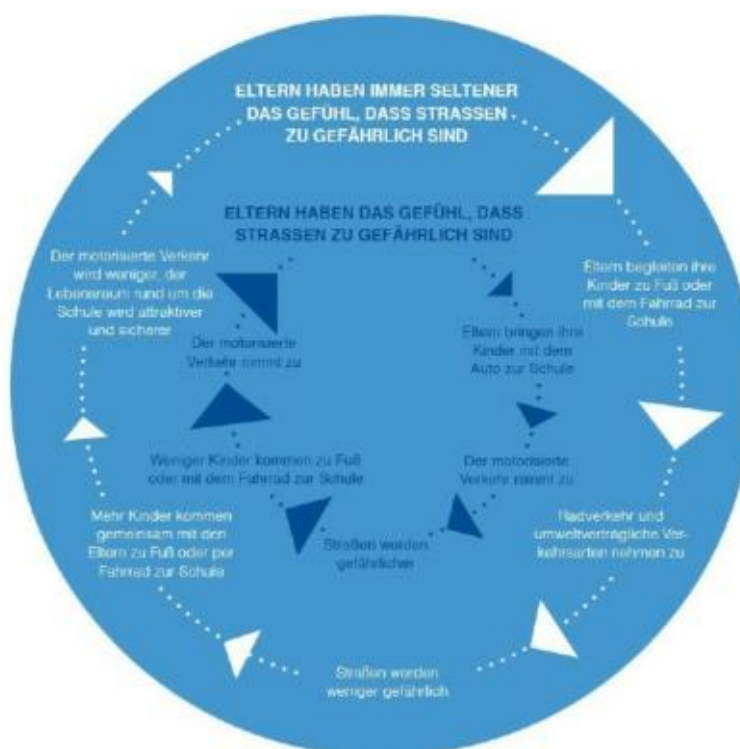 ELTERN HABEN IMMER SELTENER
DAS GEFÜHL, DASS STRASSEN
ZU GEFÄHRLICH SIND
Eltern begleiten ihre
Kinder zu Fuß oder
mit dem Fahrrad zur
Schule
Radverkehr und
umweltverträgliche Ver-
kehrsarten nehmen zu
Straßen werden
weniger gefährlich
Mehr Kinder kommen
gemeinsam mit den
Eltern zu Fuß oder per
Fahrrad zur Schule
Der motorisierte Verkehr
wird weniger, der
Lebensraum rund um die
Schule wird attraktiver
und sicherer
ELTERN HABEN DAS GEFÜHL, DASS
STRASSEN ZU GEFÄHRLICH SIND
Eltern bringen ihre
Kinder mit dem
Auto zur Schule
Der motorisierte
Verkehr nimmt zu
Straßen werden
gefährlicher
Weniger Kinder kommen zu Fuß
oder mit dem Fahrrad zur Schule
Der motorisierte
Verkehr nimmt zu